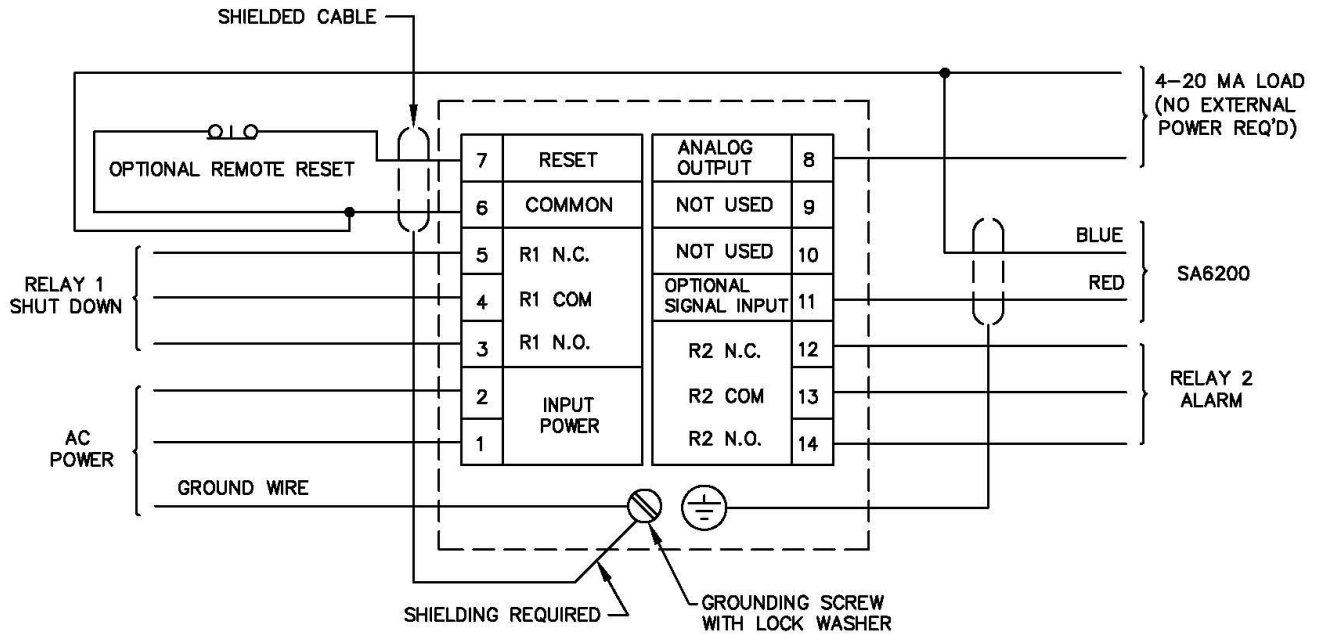 SHIELDED CABLE
4-20 MA LOAD
(NO EXTERNAL
POWER REQ'D)
OPTIONAL REMOTE RESET
7 RESET
6 COMMON
5 R1 N.C.
4 R1 COM
3 R1 N.O.
2 INPUT
POWER
1
ANALOG
OUTPUT 8
NOT USED 9
NOT USED 10
OPTIONAL
SIGNAL INPUT 11
R2 N.C. 12
R2 COM 13
R2 N.O. 14
RELAY 1
SHUT DOWN
AC
POWER
GROUND WIRE
BLUE
RED
SA6200
RELAY 2
ALARM
SHIELDING REQUIRED
GROUNDING SCREW
WITH LOCK WASHER